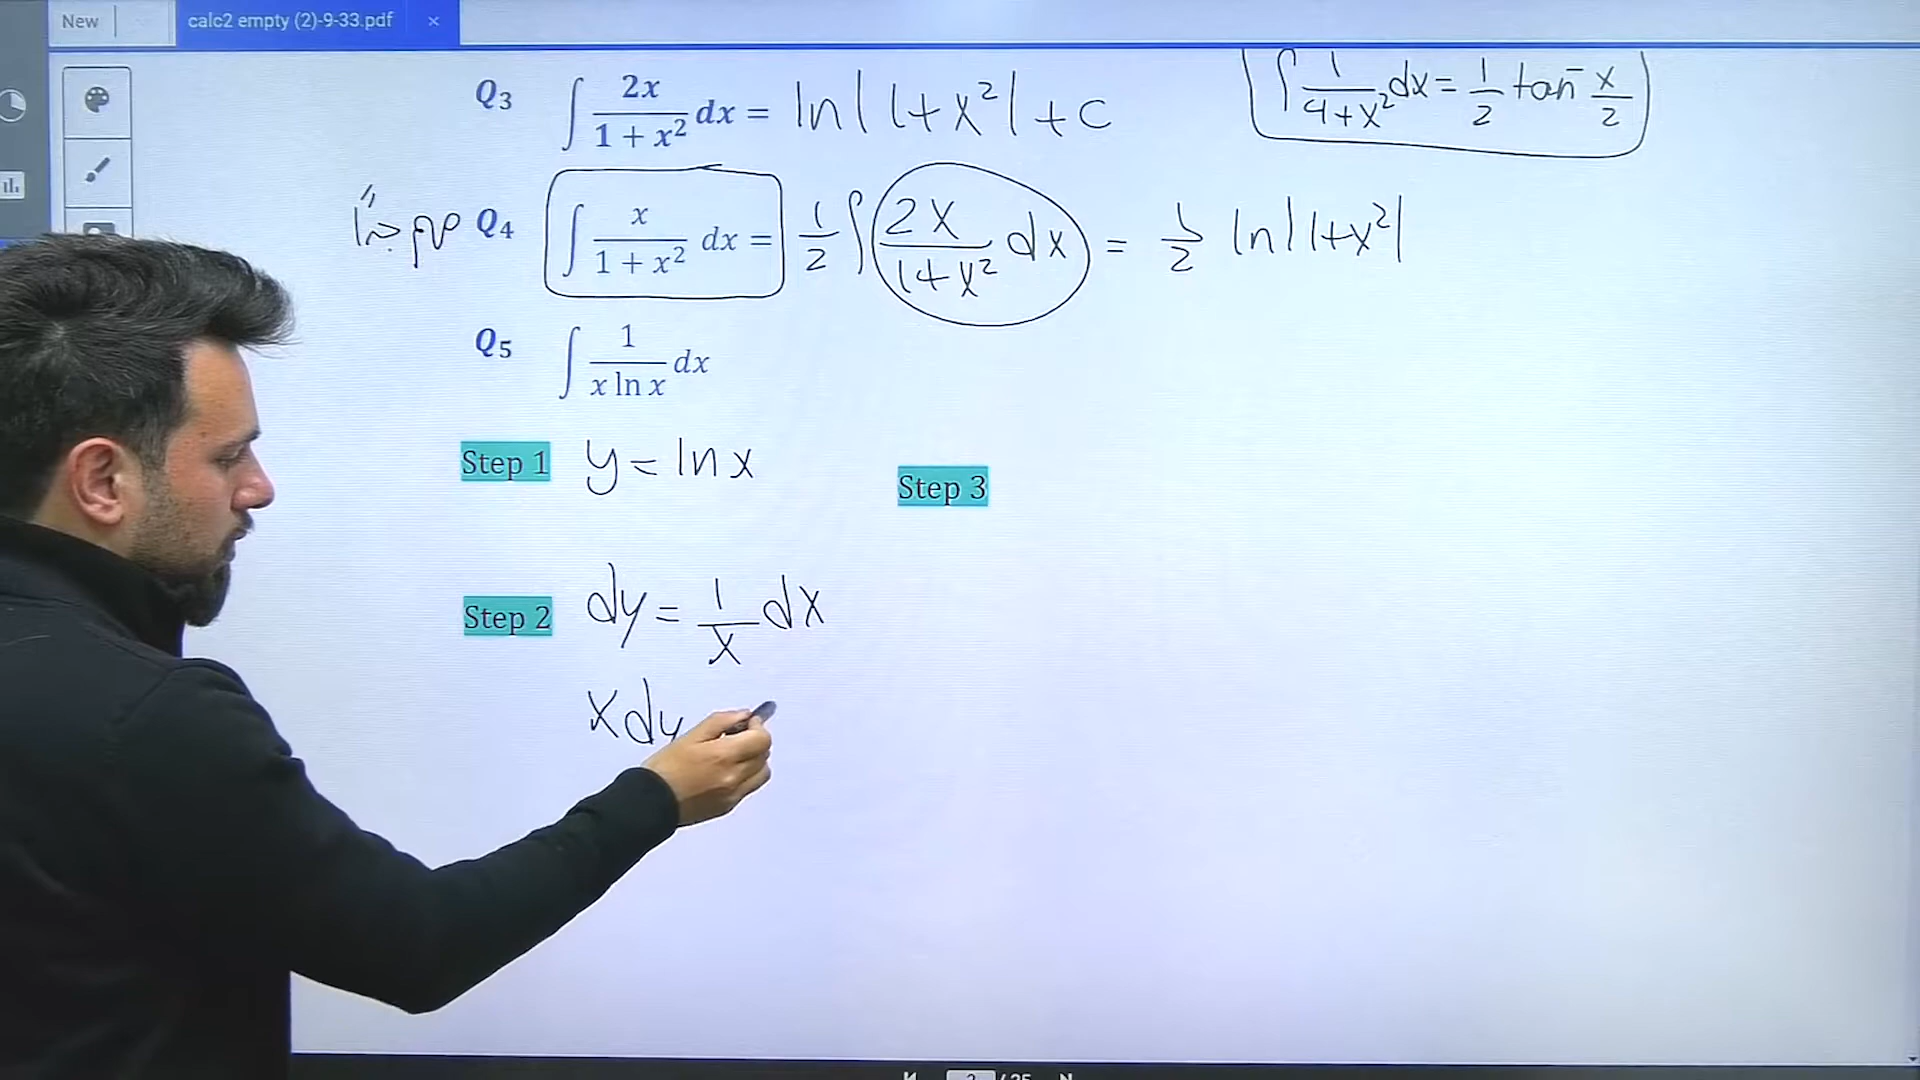 New
calc2 empty (2)-9-33.pdf ×
Q3 ∫ 2x/(1 + x²) dx = ln|1+x²|+c
∫ 1/(4+x²) dx = 1/2 tan⁻ x/2
Q4 ∫ x/(1 + x²) dx = 1/2 ∫ 2x/(1+x²) dx = 1/2 ln|1+x²|
Q5 ∫ 1/(x ln x) dx
Step 1 y = ln x
Step 3
Step 2 dy = 1/x dx
x dy